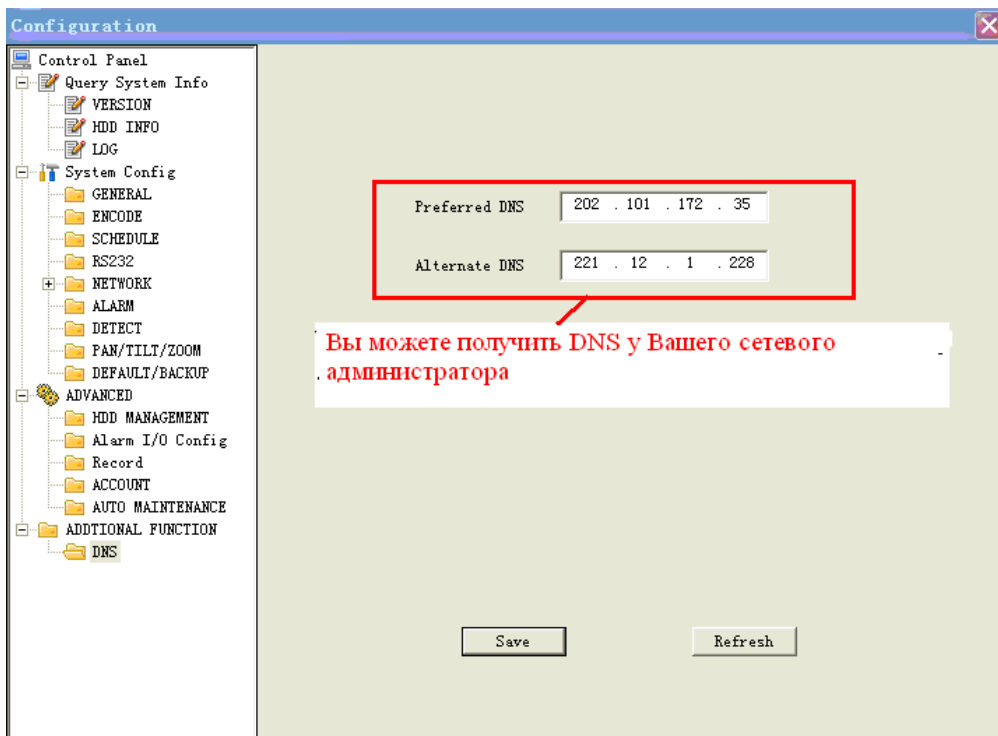 Configuration
Control Panel
Query System Info
VERSION
HDD INFO
LOG
System Config
GENERAL
ENCODE
SCHEDULE
RS232
NETWORK
ALARM
DETECT
PAN/TILT/ZOOM
DEFAULT/BACKUP
ADVANCED
HDD MANAGEMENT
Alarm I/O Config
Record
ACCOUNT
AUTO MAINTENANCE
ADDTIONAL FUNCTION
DNS
Preferred DNS 202 . 101 . 172 . 35
Alternate DNS 221 . 12 . 1 . 228
Вы можете получить DNS у Вашего сетевого
администратора
Save Refresh